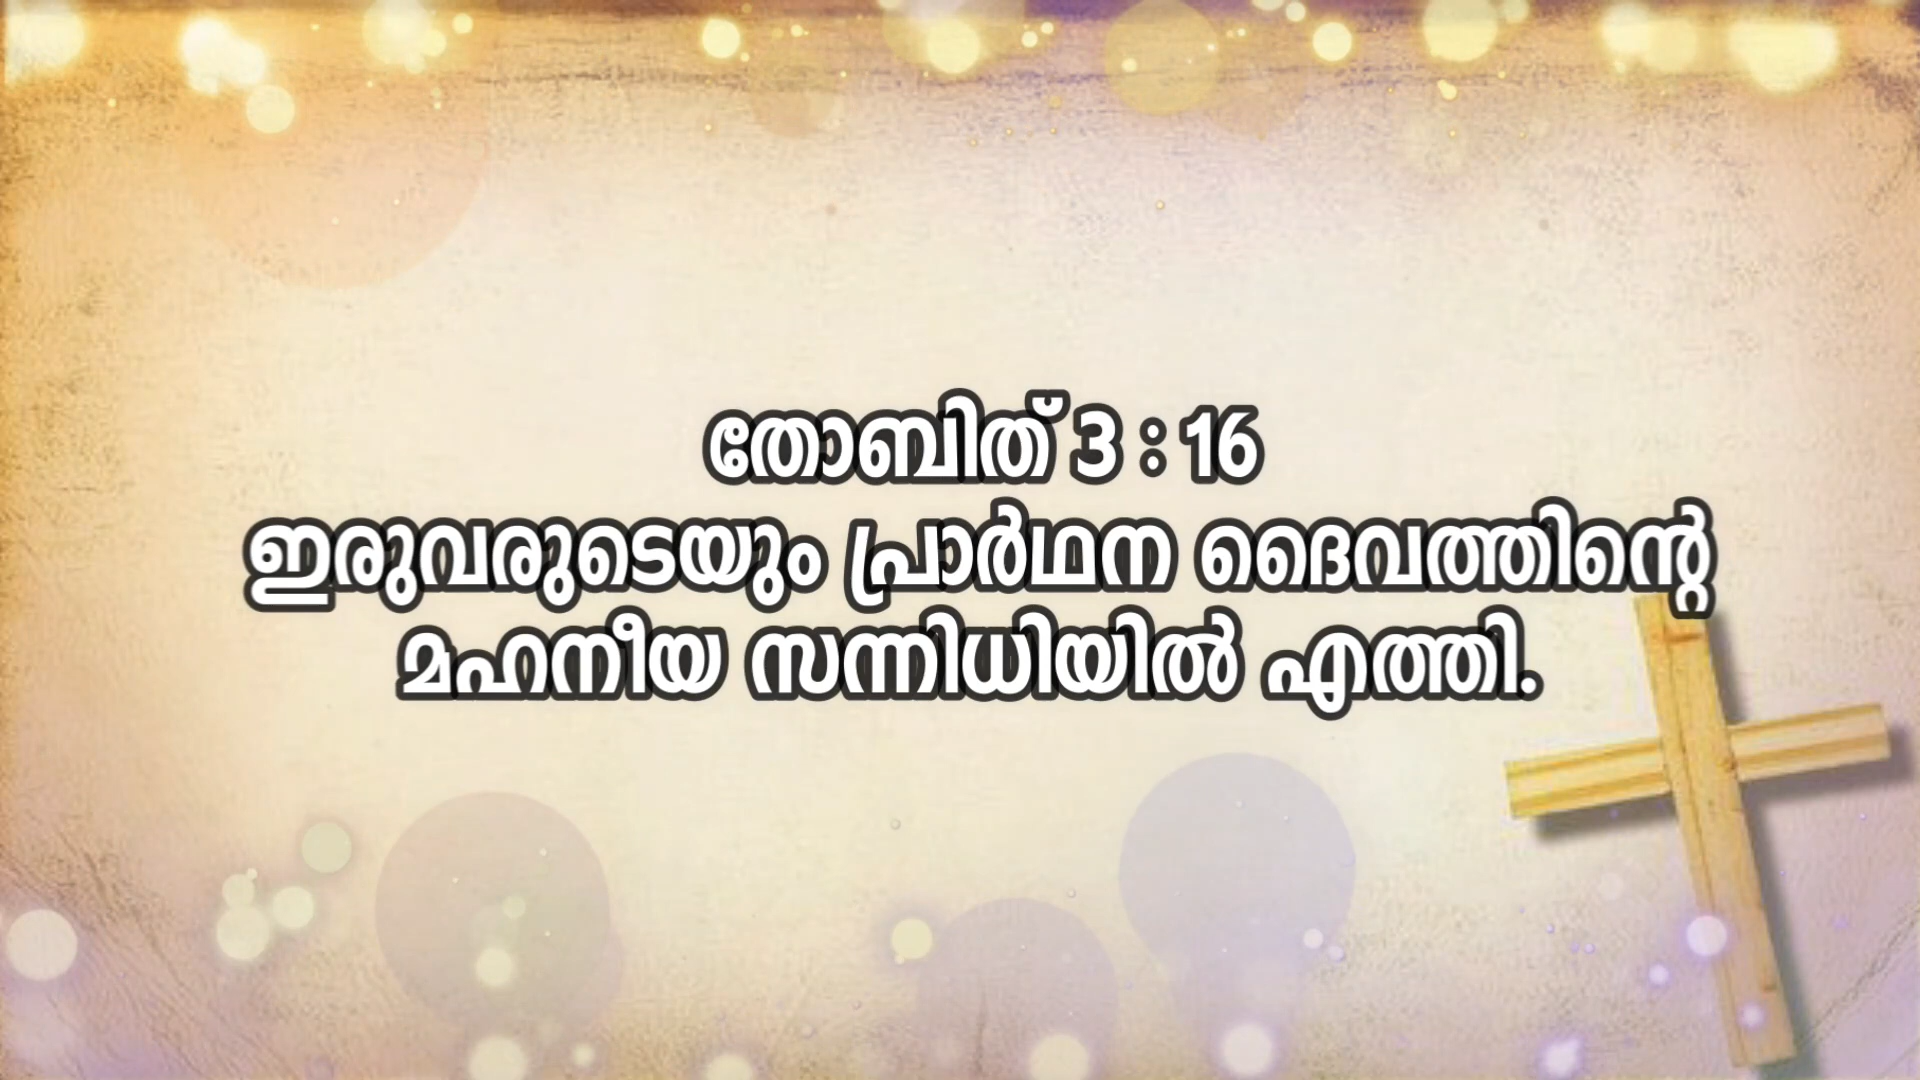 തോബിത് 3 : 16
ഇരുവരുടെയും പ്രാർഥന ദൈവത്തിന്റെ
മഹനീയ സന്നിധിയിൽ എത്തി.